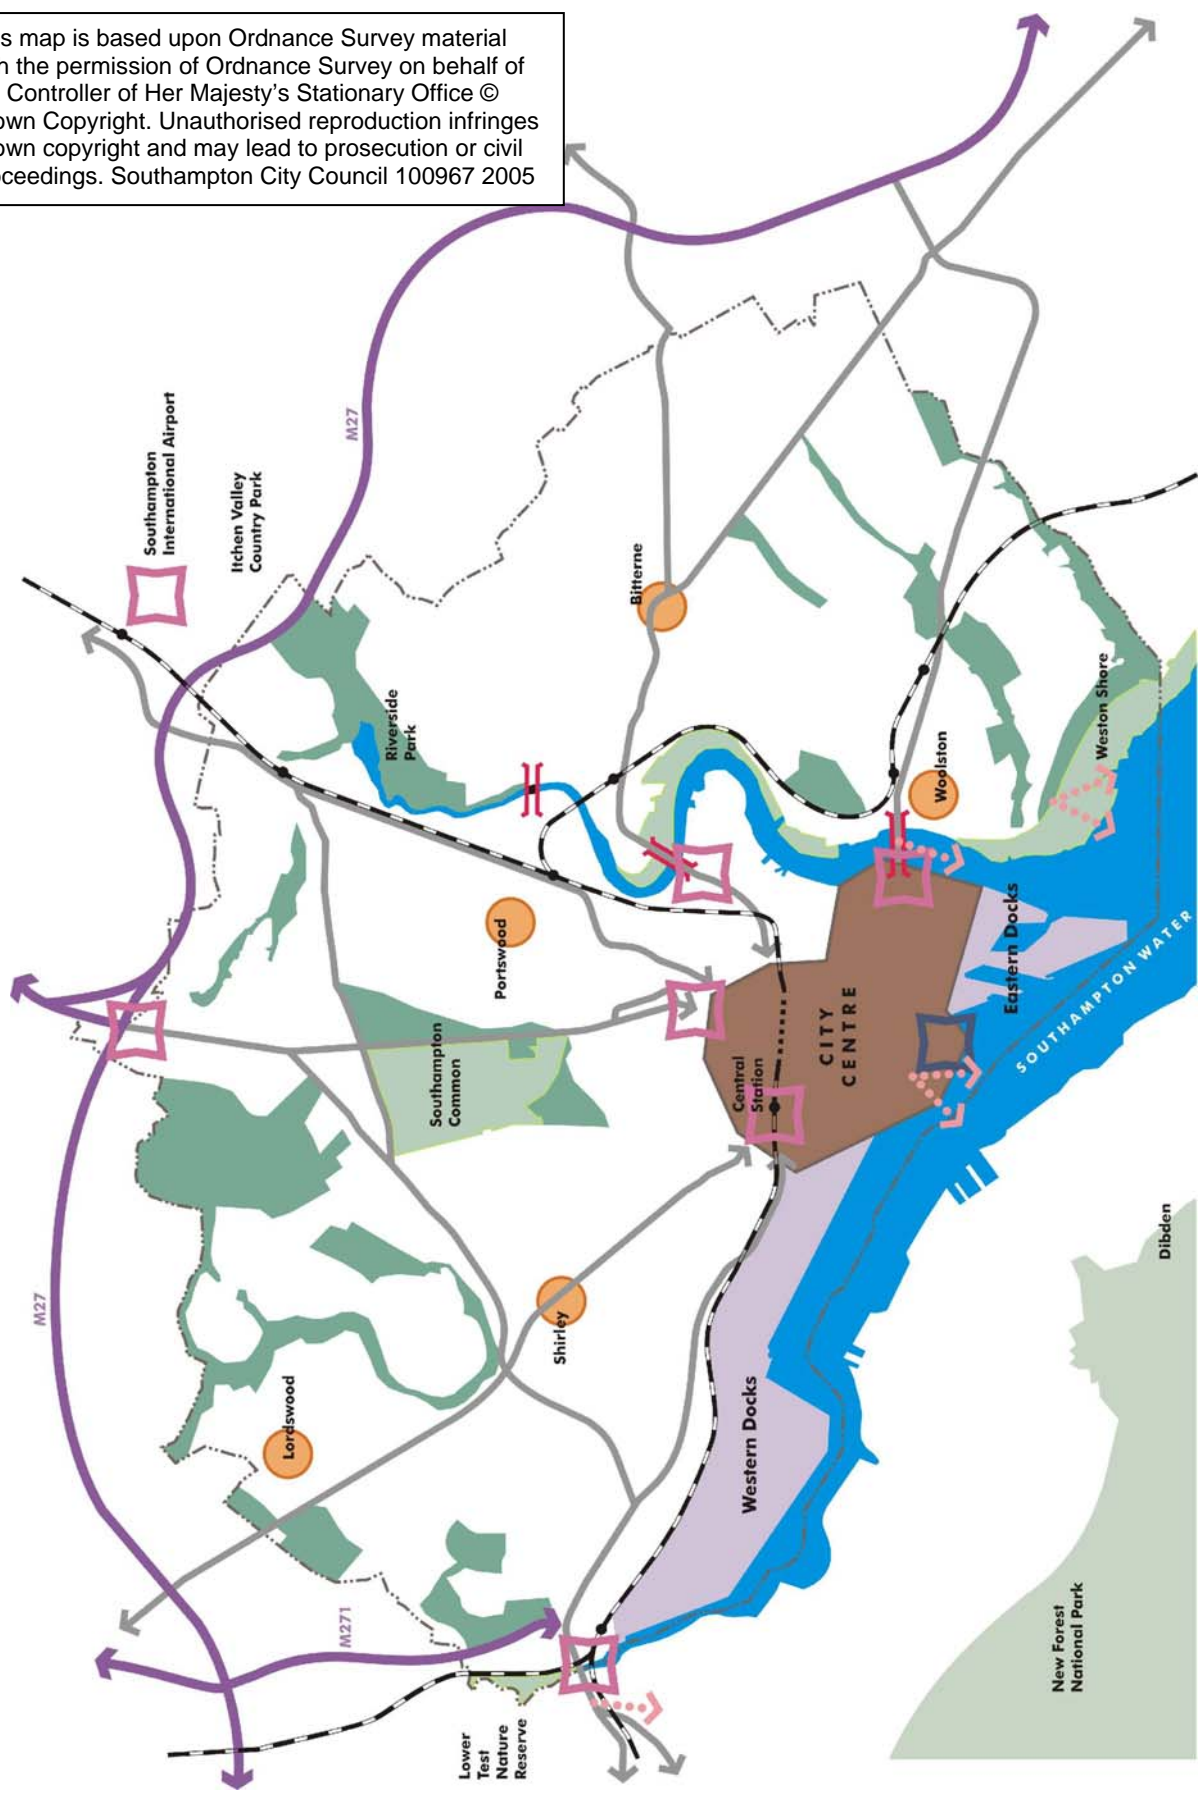 s map is based upon Ordnance Survey material
n the permission of Ordnance Survey on behalf of
Controller of Her Majesty's Stationary Office ©
own Copyright. Unauthorised reproduction infringes
own copyright and may lead to prosecution or civil
ceedings. Southampton City Council 100967 2005
M27
Southampton
International Airport
Itchen Valley
Country Park
Bitterne
Riverside
Park
Weston Shore
Woolston
Portswood
Eastern Docks
SOUTHAMPTON WATER
Southampton
Common
Central
Station
CITY
CENTRE
M27
Shirley
Dibden
Lordswood
Western Docks
M271
New Forest
National Park
Lower
Test
Nature
Reserve